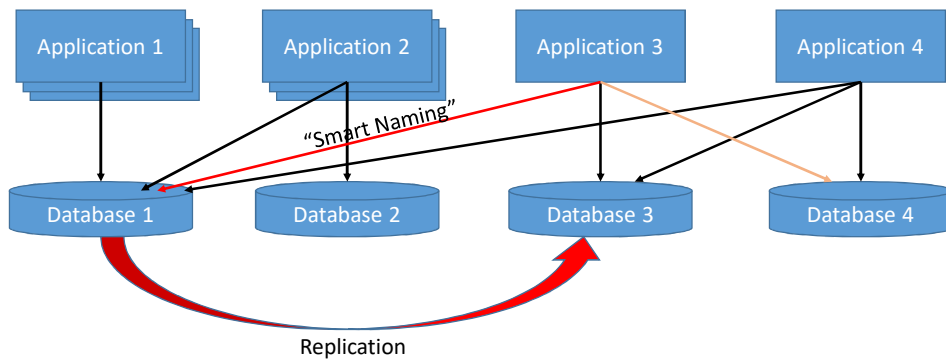 Application 1
Application 2
Application 3
Application 4
“Smart Naming”
Database 1
Database 2
Database 3
Database 4
Replication